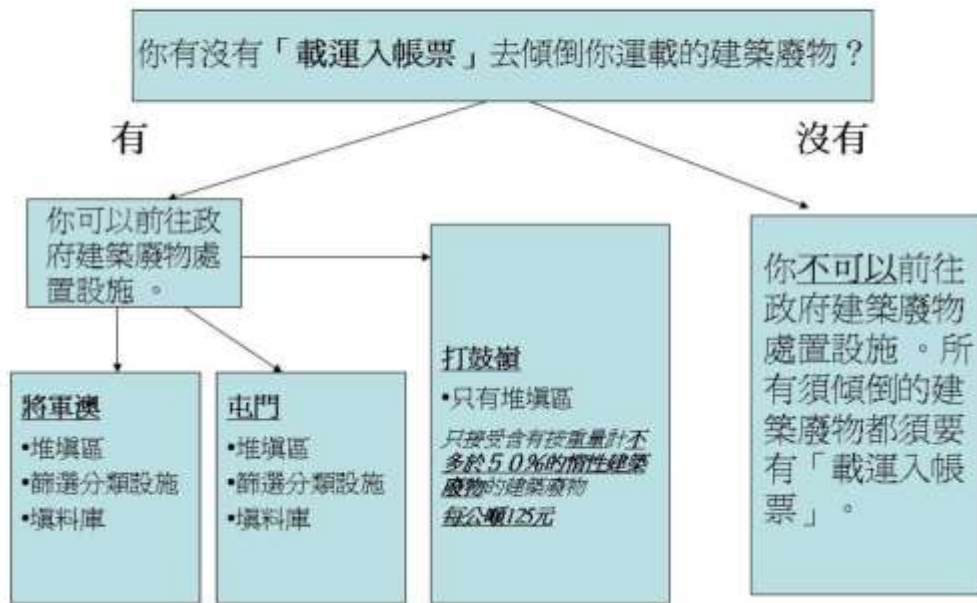 你有沒有「載運入帳票」去傾倒你運載的建築廢物？
有
沒有
你可以前往政
府建築廢物處
置設施 。
將軍澳
•堆填區
•篩選分類設施
•填料庫
屯門
•堆填區
•篩選分類設施
•填料庫
打鼓嶺
•只有堆填區
只接受含有按重量計不
多於５０%的惰性建築
廢物的建築廢物
每公噸125元
你不可以前往
政府建築廢物
處置設施 。所
有須傾倒的建
築廢物都須要
有「載運入帳
票」。